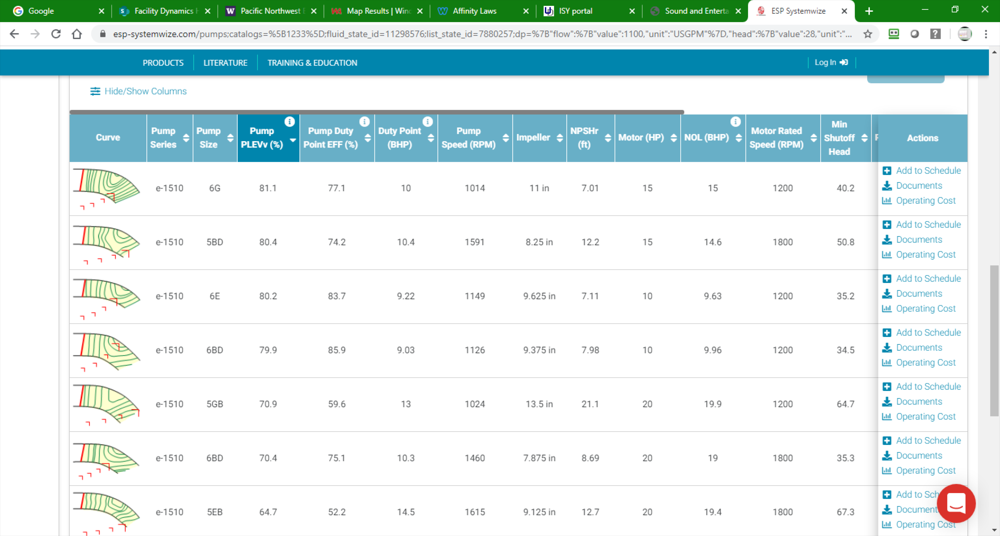 Google
Facility Dynamics
Pacific Northwest
Map Results | Winc
Affinity Laws
ISY portal
Sound and Enterta
ESP Systemwize
esp-systemwize.com/pumps;catalogs=%5B1233%5D;fluid_state_id=11298576;list_state_id=7880257;dp=%7B"flow":%7B"value":1100,"unit":"USGPM"%7D,"head":%7B"value":28,"unit":"...
PRODUCTS LITERATURE TRAINING & EDUCATION Log In
Hide/Show Columns
Curve
Pump Series
Pump Size
Pump PLEVv (%)
Pump Duty Point EFF (%)
Duty Point (BHP)
Pump Speed (RPM)
Impeller
NPSHr (ft)
Motor (HP)
NOL (BHP)
Motor Rated Speed (RPM)
Min Shutoff Head
Actions
e-1510 6G 81.1 77.1 10 1014 11 in 7.01 15 15 1200 40.2
Add to Schedule
Documents
Operating Cost
e-1510 5BD 80.4 74.2 10.4 1591 8.25 in 12.2 15 14.6 1800 50.8
Add to Schedule
Documents
Operating Cost
e-1510 6E 80.2 83.7 9.22 1149 9.625 in 7.11 10 9.63 1200 35.2
Add to Schedule
Documents
Operating Cost
e-1510 6BD 79.9 85.9 9.03 1126 9.375 in 7.98 10 9.96 1200 34.5
Add to Schedule
Documents
Operating Cost
e-1510 5GB 70.9 59.6 13 1024 13.5 in 21.1 20 19.9 1200 64.7
Add to Schedule
Documents
Operating Cost
e-1510 6BD 70.4 75.1 10.3 1460 7.875 in 8.69 20 19 1800 35.3
Add to Schedule
Documents
Operating Cost
e-1510 5EB 64.7 52.2 14.5 1615 9.125 in 12.7 20 19.4 1800 67.3
Add to Sch
Document
Operating Cost